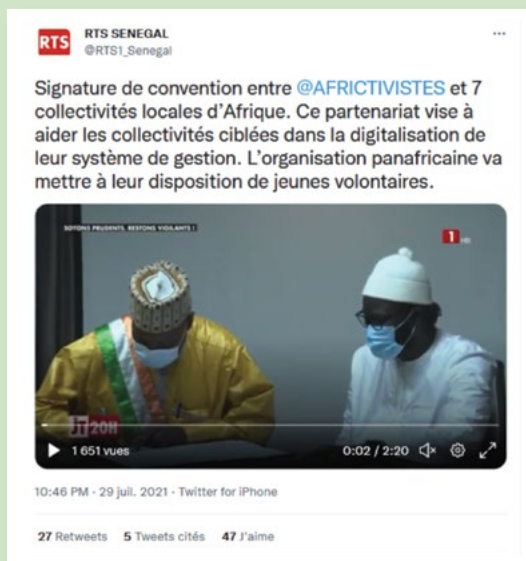 RTS
RTS SENEGAL
@RTS1_Senegal
Signature de convention entre @AFRICTIVISTES et 7
collectivités locales d'Afrique. Ce partenariat vise à
aider les collectivités ciblées dans la digitalisation de
leur système de gestion. L'organisation panafricaine va
mettre à leur disposition de jeunes volontaires.
SOYONS PRUDENTS, RESTONS VIGILANTS !
1 HD
JT20H
1 651 vues
0:02 / 2:20
10:46 PM · 29 juil. 2021 · Twitter for iPhone
27 Retweets 5 Tweets cités 47 J'aime